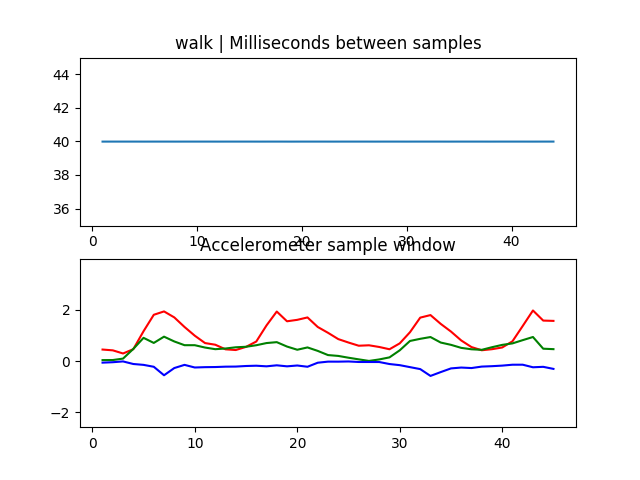 walk | Milliseconds between samples
44
42
40
38
36
0 10 20 30 40
Accelerometer sample window
2
0
−2
0 10 20 30 40